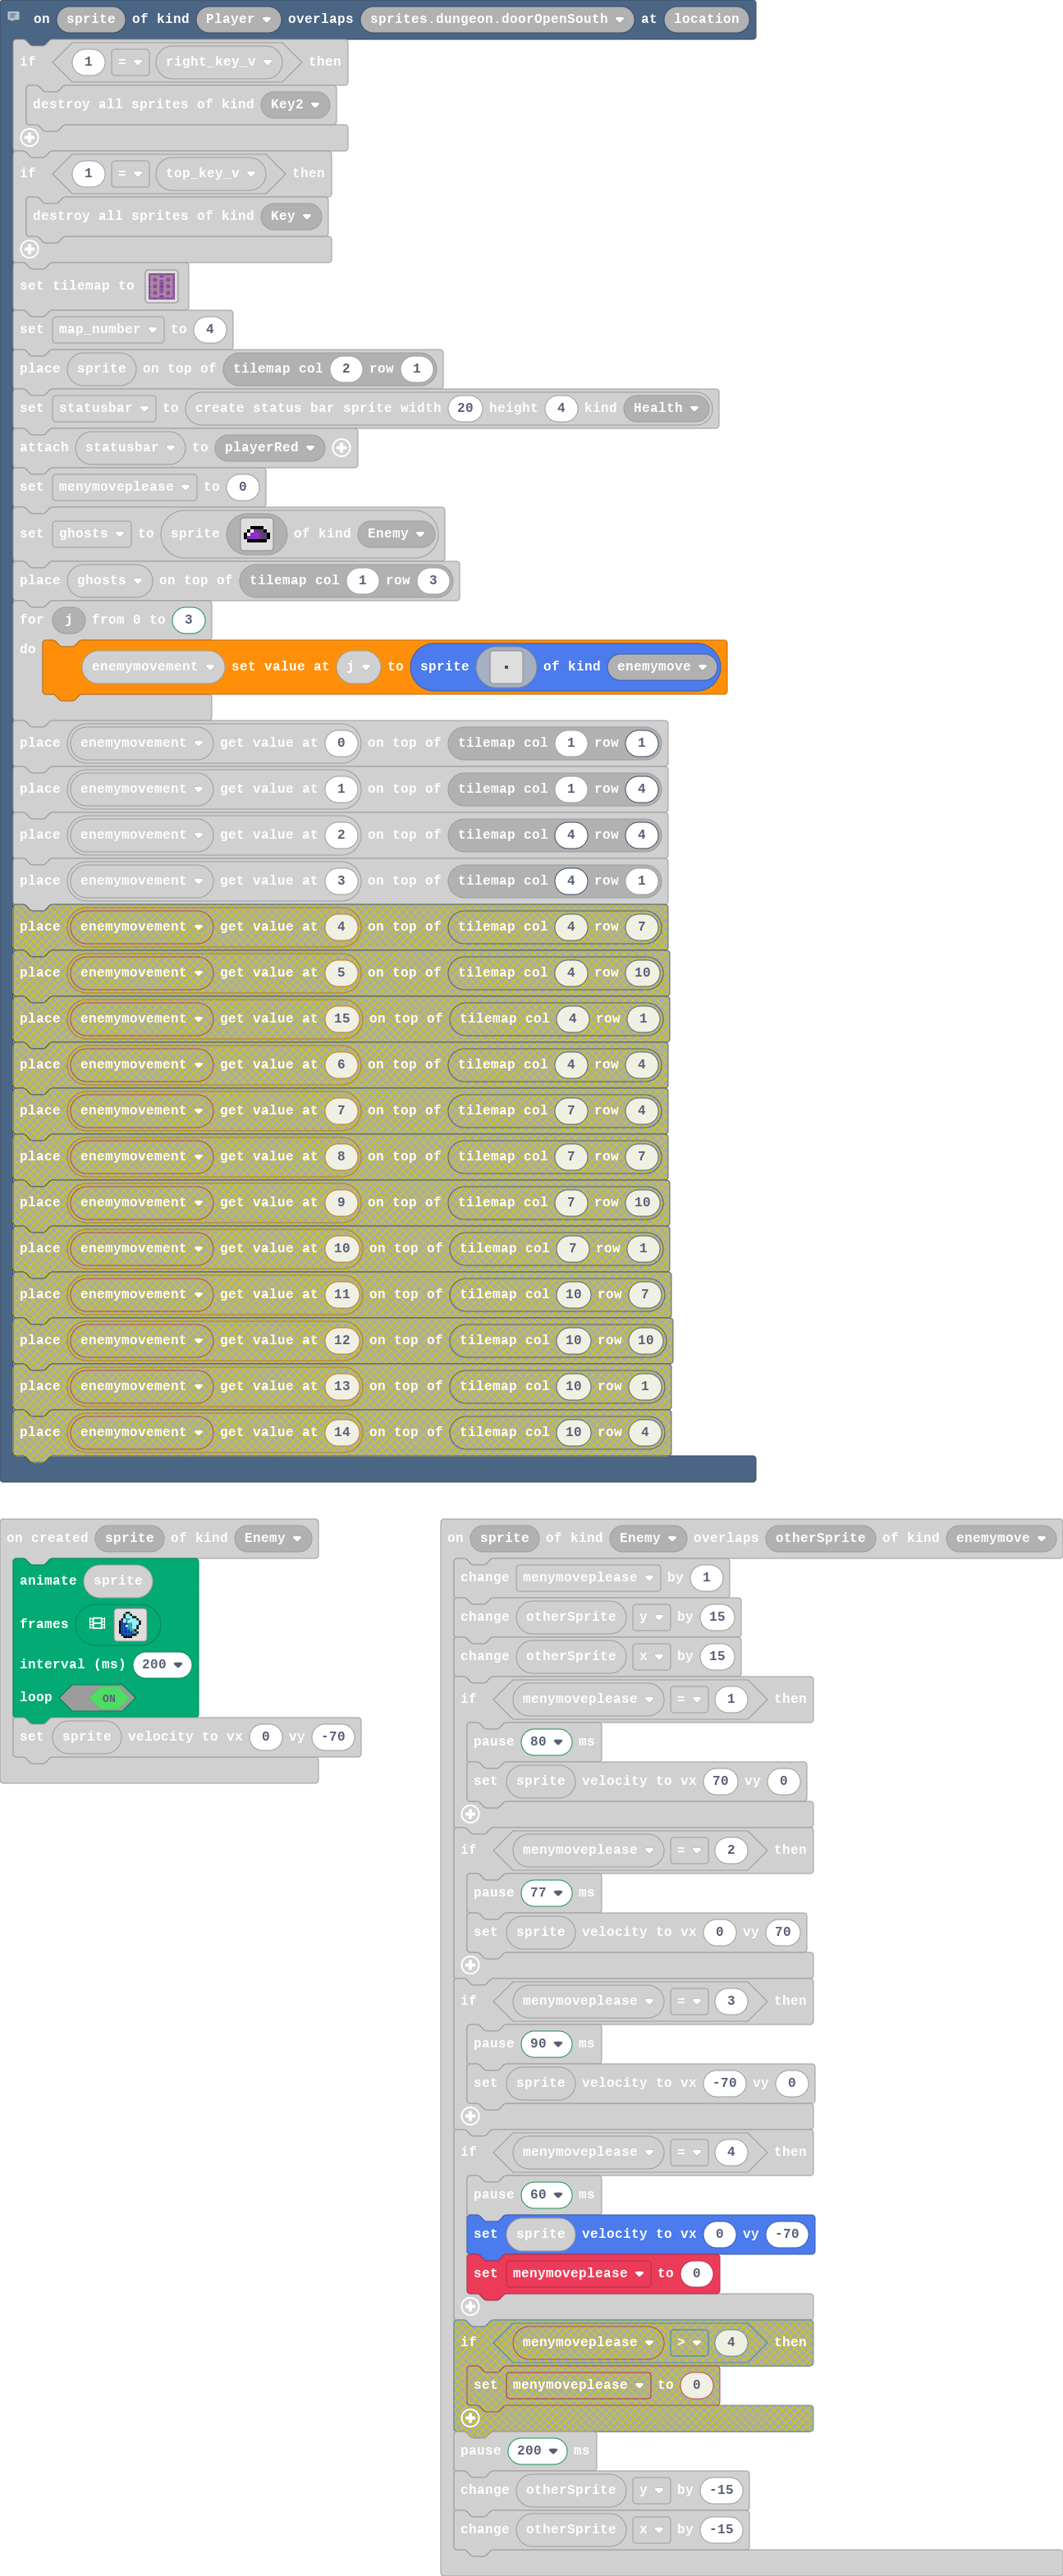 on sprite of kind Player overlaps sprites.dungeon.doorOpenSouth at location
if 1 = right_key_v then
destroy all sprites of kind Key2
if 1 = top_key_v then
destroy all sprites of kind Key
set tilemap to
set map_number to 4
place sprite on top of tilemap col 2 row 1
set statusbar to create status bar sprite width 20 height 4 kind Health
attach statusbar to playerRed
set menymoveplease to 0
set ghosts to sprite of kind Enemy
place ghosts on top of tilemap col 1 row 3
for j from 0 to 3
do enemymovement set value at j to sprite of kind enemymove
place enemymovement get value at 0 on top of tilemap col 1 row 1
place enemymovement get value at 1 on top of tilemap col 1 row 4
place enemymovement get value at 2 on top of tilemap col 4 row 4
place enemymovement get value at 3 on top of tilemap col 4 row 1
place enemymovement get value at 4 on top of tilemap col 4 row 7
place enemymovement get value at 5 on top of tilemap col 4 row 10
place enemymovement get value at 15 on top of tilemap col 4 row 1
place enemymovement get value at 6 on top of tilemap col 4 row 4
place enemymovement get value at 7 on top of tilemap col 7 row 4
place enemymovement get value at 8 on top of tilemap col 7 row 7
place enemymovement get value at 9 on top of tilemap col 7 row 10
place enemymovement get value at 10 on top of tilemap col 7 row 1
place enemymovement get value at 11 on top of tilemap col 10 row 7
place enemymovement get value at 12 on top of tilemap col 10 row 10
place enemymovement get value at 13 on top of tilemap col 10 row 1
place enemymovement get value at 14 on top of tilemap col 10 row 4
on created sprite of kind Enemy
animate sprite
frames
interval (ms) 200
loop ON
set sprite velocity to vx 0 vy -70
on sprite of kind Enemy overlaps otherSprite of kind enemymove
change menymoveplease by 1
change otherSprite y by 15
change otherSprite x by 15
if menymoveplease = 1 then
pause 80 ms
set sprite velocity to vx 70 vy 0
if menymoveplease = 2 then
pause 77 ms
set sprite velocity to vx 0 vy 70
if menymoveplease = 3 then
pause 90 ms
set sprite velocity to vx -70 vy 0
if menymoveplease = 4 then
pause 60 ms
set sprite velocity to vx 0 vy -70
set menymoveplease to 0
if menymoveplease > 4 then
set menymoveplease to 0
pause 200 ms
change otherSprite y by -15
change otherSprite x by -15